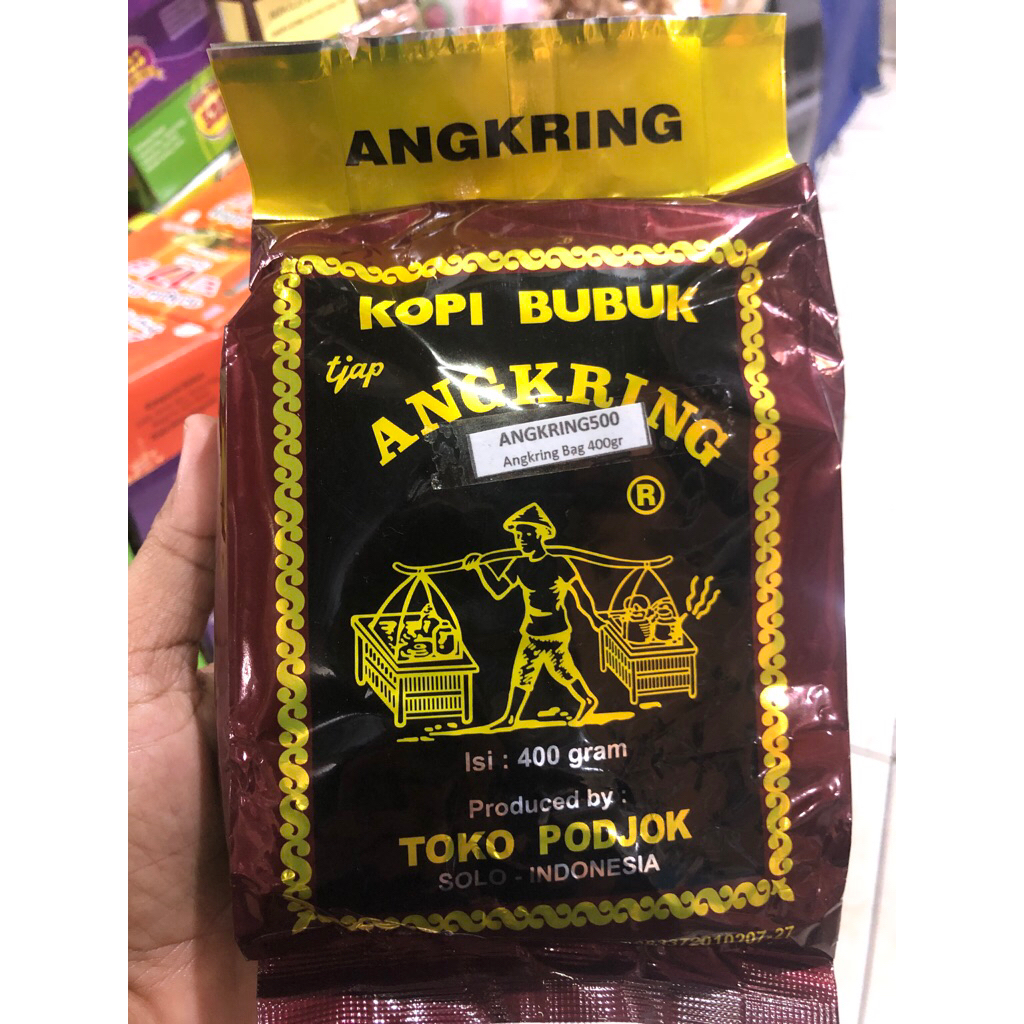 ANGKRING
KOPI BUBUK
tjap
ANGKRING
ANGKRING500
Angkring Bag 400gr
®
Isi : 400 gram
Produced by :
TOKO PODJOK
SOLO - INDONESIA